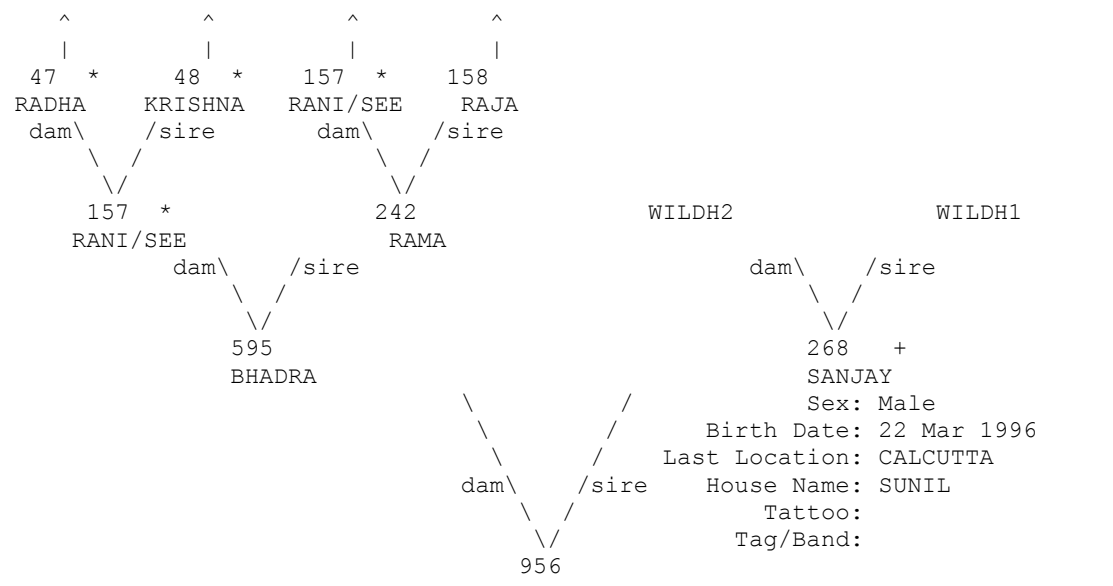 ^ ^ ^ ^
| | | |
47 * 48 * 157 * 158
RADHA KRISHNA RANI/SEE RAJA
dam\ /sire dam\ /sire
\ / \ /
\/ \/
157 * 242 WILDH2 WILDH1
RANI/SEE RAMA
dam\ /sire dam\ /sire
\ / \ /
\/ \/
595 268 +
BHADRA SANJAY
\ / Sex: Male
\ / Birth Date: 22 Mar 1996
\ / Last Location: CALCUTTA
dam\ /sire House Name: SUNIL
\ / Tattoo:
\/ Tag/Band:
956